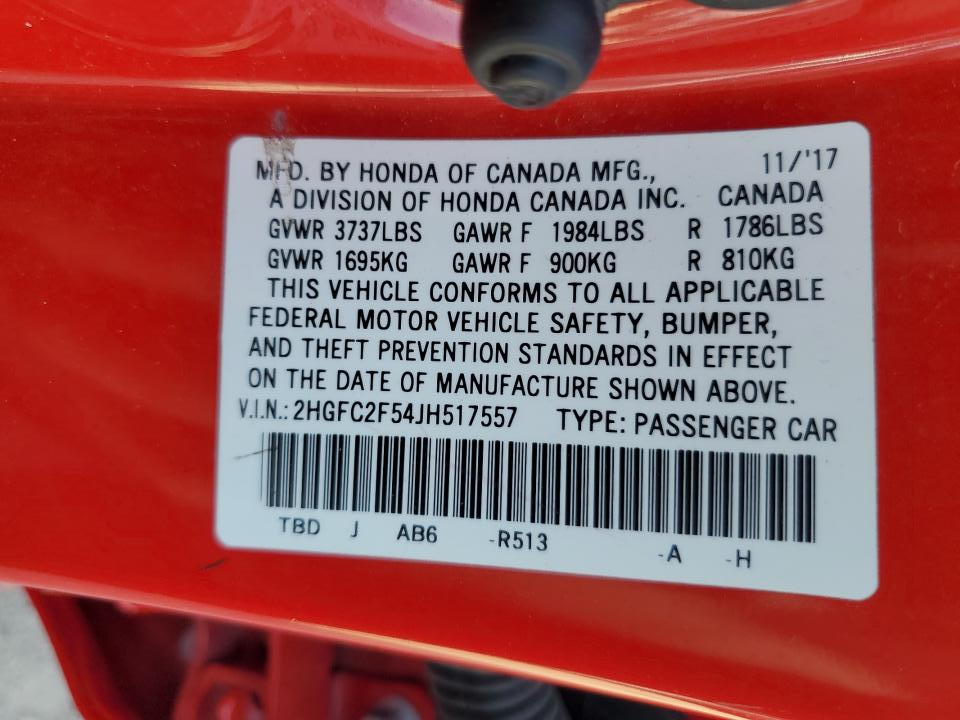 MFD. BY HONDA OF CANADA MFG., 11/'17
A DIVISION OF HONDA CANADA INC. CANADA
GVWR 3737LBS GAWR F 1984LBS R 1786LBS
GVWR 1695KG GAWR F 900KG R 810KG
THIS VEHICLE CONFORMS TO ALL APPLICABLE
FEDERAL MOTOR VEHICLE SAFETY, BUMPER,
AND THEFT PREVENTION STANDARDS IN EFFECT
ON THE DATE OF MANUFACTURE SHOWN ABOVE.
V.I.N.: 2HGFC2F54JH517557 TYPE: PASSENGER CAR
TBD J AB6 -R513 -A -H